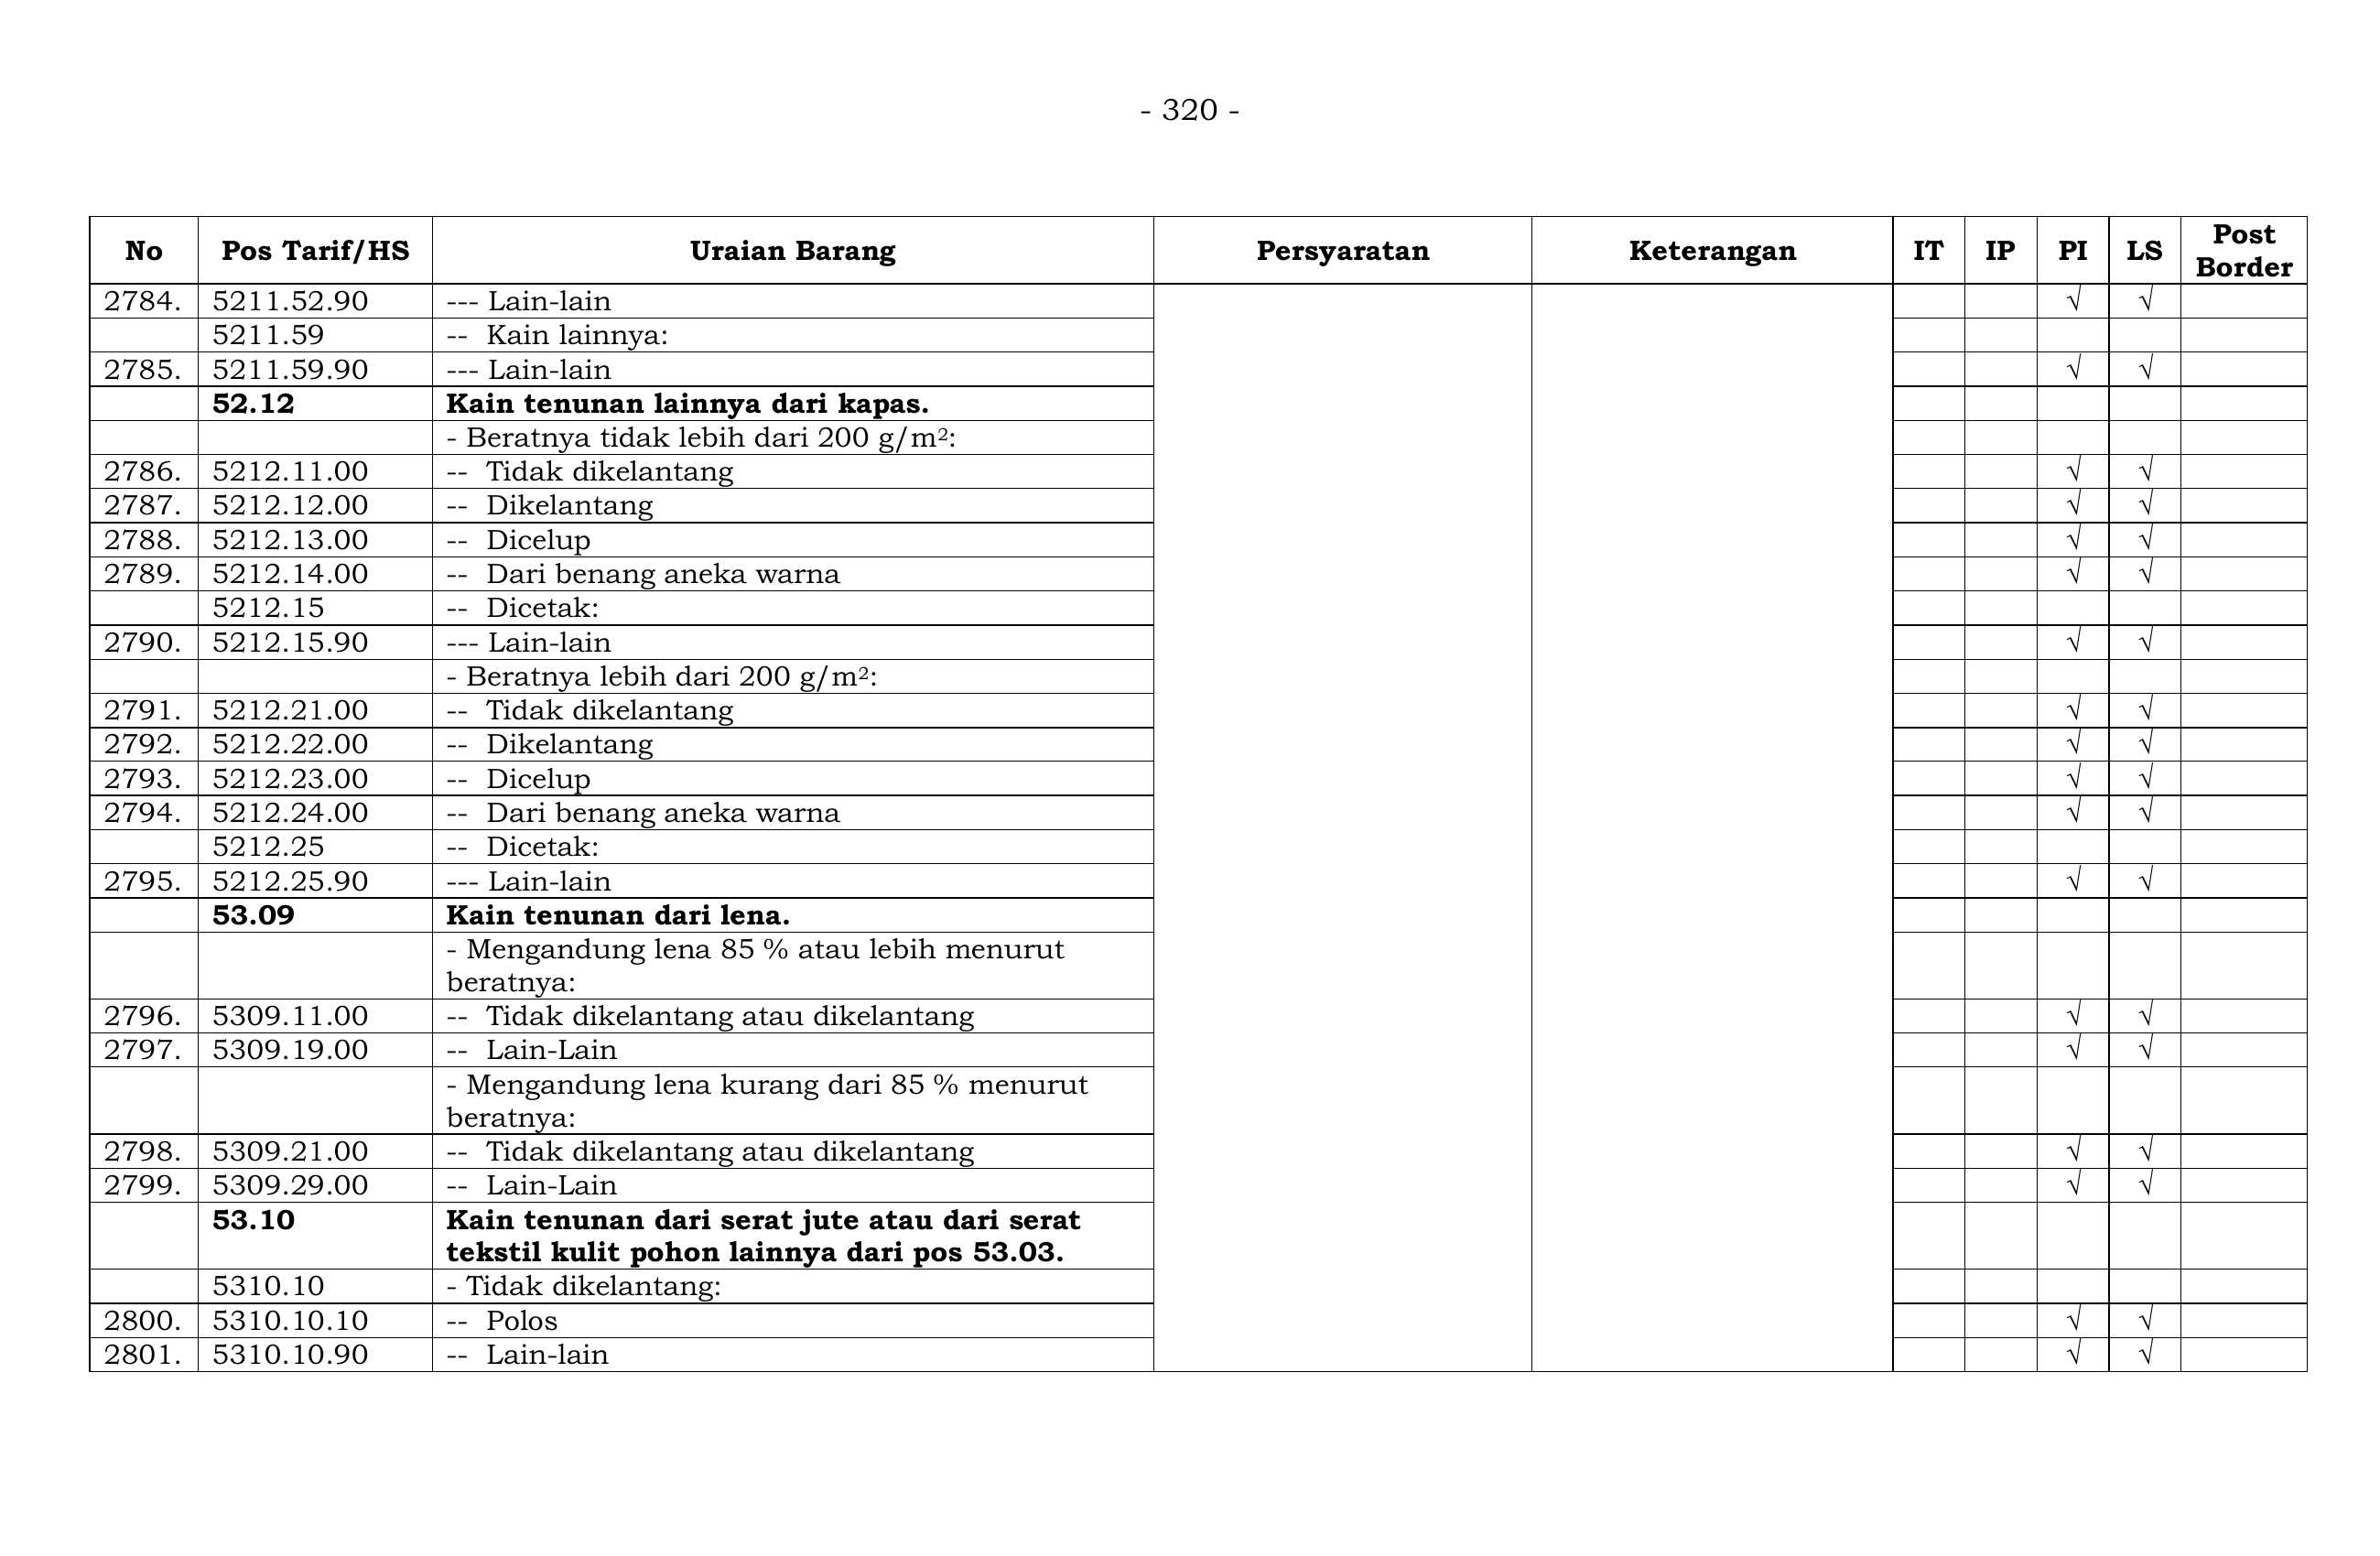 - 320 -
No Pos Tarif/HS Uraian Barang Persyaratan Keterangan IT IP PI LS Post Border
2784. 5211.52.90 --- Lain-lain √ √
5211.59 -- Kain lainnya:
2785. 5211.59.90 --- Lain-lain √ √
52.12 Kain tenunan lainnya dari kapas.
- Beratnya tidak lebih dari 200 g/m²:
2786. 5212.11.00 -- Tidak dikelantang √ √
2787. 5212.12.00 -- Dikelantang √ √
2788. 5212.13.00 -- Dicelup √ √
2789. 5212.14.00 -- Dari benang aneka warna √ √
5212.15 -- Dicetak:
2790. 5212.15.90 --- Lain-lain √ √
- Beratnya lebih dari 200 g/m²:
2791. 5212.21.00 -- Tidak dikelantang √ √
2792. 5212.22.00 -- Dikelantang √ √
2793. 5212.23.00 -- Dicelup √ √
2794. 5212.24.00 -- Dari benang aneka warna √ √
5212.25 -- Dicetak:
2795. 5212.25.90 --- Lain-lain √ √
53.09 Kain tenunan dari lena.
- Mengandung lena 85 % atau lebih menurut
beratnya:
2796. 5309.11.00 -- Tidak dikelantang atau dikelantang √ √
2797. 5309.19.00 -- Lain-Lain √ √
- Mengandung lena kurang dari 85 % menurut
beratnya:
2798. 5309.21.00 -- Tidak dikelantang atau dikelantang √ √
2799. 5309.29.00 -- Lain-Lain √ √
53.10 Kain tenunan dari serat jute atau dari serat
tekstil kulit pohon lainnya dari pos 53.03.
5310.10 - Tidak dikelantang:
2800. 5310.10.10 -- Polos √ √
2801. 5310.10.90 -- Lain-lain √ √